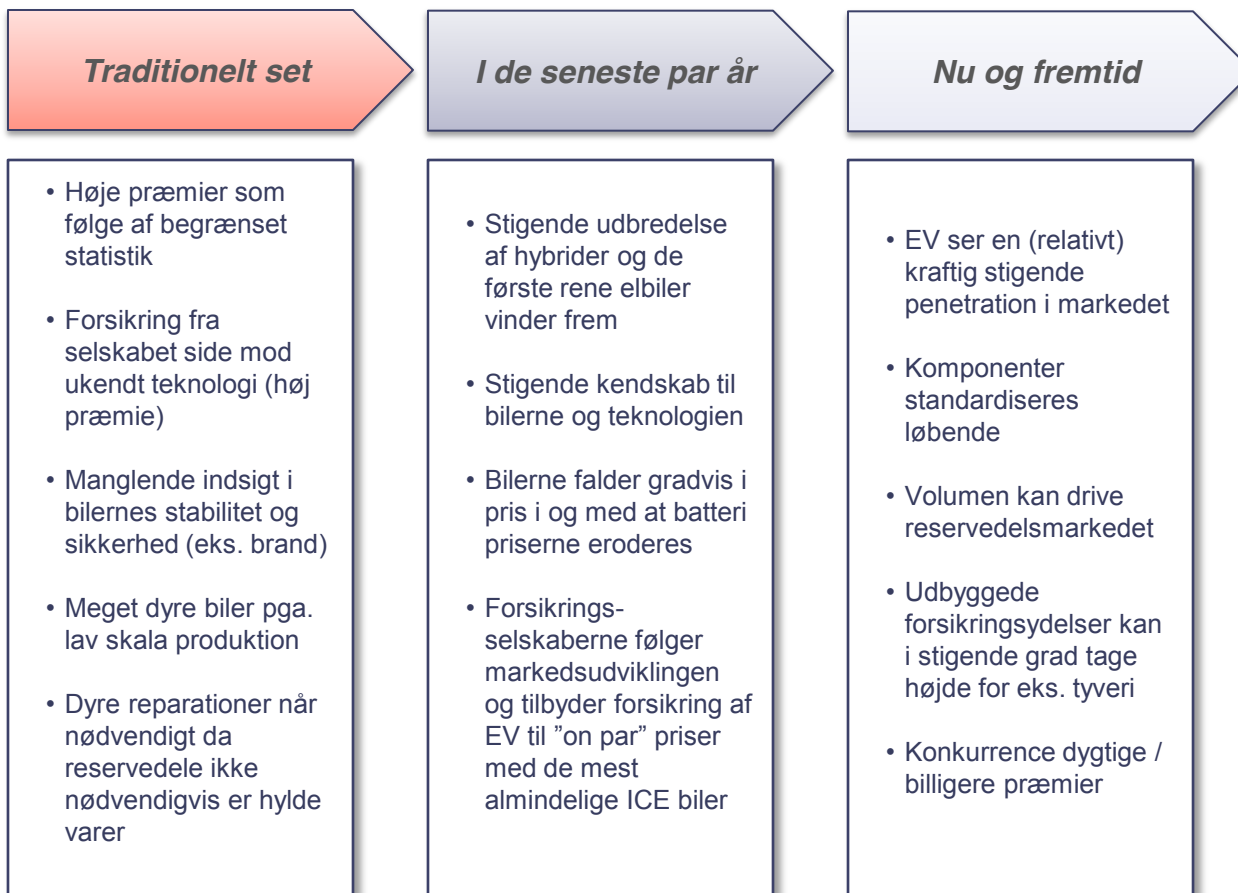 Traditionelt set
I de seneste par år
Nu og fremtid
• Høje præmier som
følge af begrænset
statistik
• Forsikring fra
selskabet side mod
ukendt teknologi (høj
præmie)
• Manglende indsigt i
bilernes stabilitet og
sikkerhed (eks. brand)
• Meget dyre biler pga.
lav skala produktion
• Dyre reparationer når
nødvendigt da
reservedele ikke
nødvendigvis er hylde
varer
• Stigende udbredelse
af hybrider og de
første rene elbiler
vinder frem
• Stigende kendskab til
bilerne og teknologien
• Bilerne falder gradvis i
pris i og med at batteri
priserne eroderes
• Forsikrings-
selskaberne følger
markedsudviklingen
og tilbyder forsikring af
EV til ”on par” priser
med de mest
almindelige ICE biler
• EV ser en (relativt)
kraftig stigende
penetration i markedet
• Komponenter
standardiseres
løbende
• Volumen kan drive
reservedelsmarkedet
• Udbyggede
forsikringsydelser kan
i stigende grad tage
højde for eks. tyveri
• Konkurrence dygtige /
billigere præmier